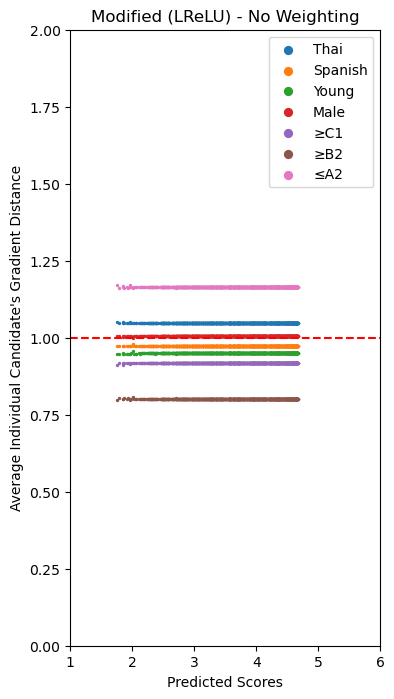 Modified (LReLU) - No Weighting
2.00
1.75
1.50
1.25
1.00
0.75
0.50
0.25
0.00
Average Individual Candidate's Gradient Distance
Thai
Spanish
Young
Male
≥C1
≥B2
≤A2
1 2 3 4 5 6
Predicted Scores